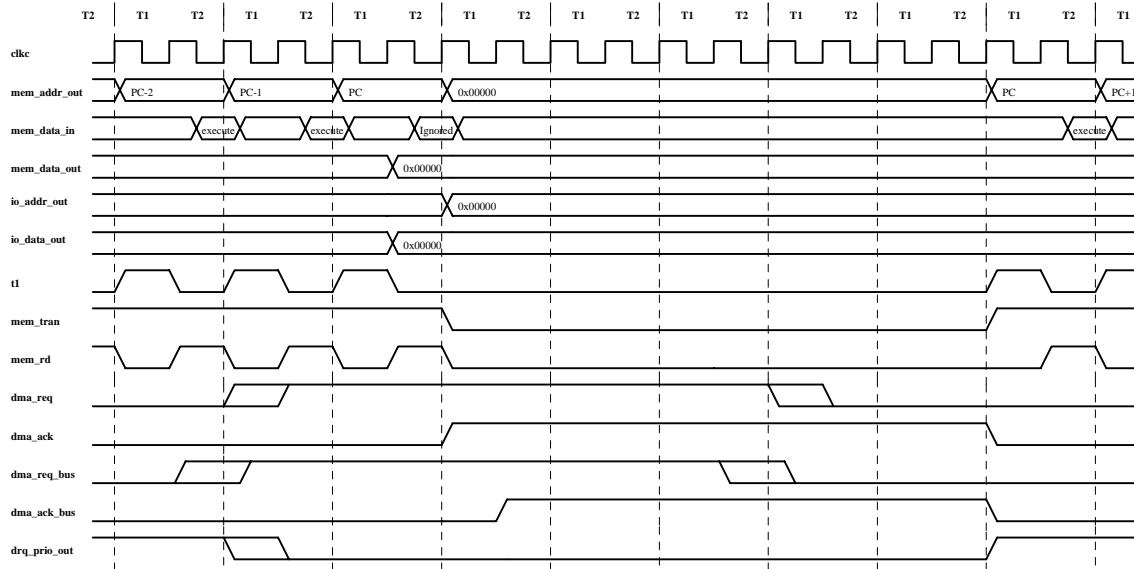 T2 T1 T2 T1 T2 T1 T2 T1 T2 T1 T2 T1 T2 T1 T2 T1 T2 T1 T2 T1
clkc
mem_addr_out PC-2 PC-1 PC 0x00000 PC PC+1
mem_data_in execute execute Ignored execute
mem_data_out 0x00000
io_addr_out 0x00000
io_data_out 0x00000
t1
mem_tran
mem_rd
dma_req
dma_ack
dma_req_bus
dma_ack_bus
drq_prio_out